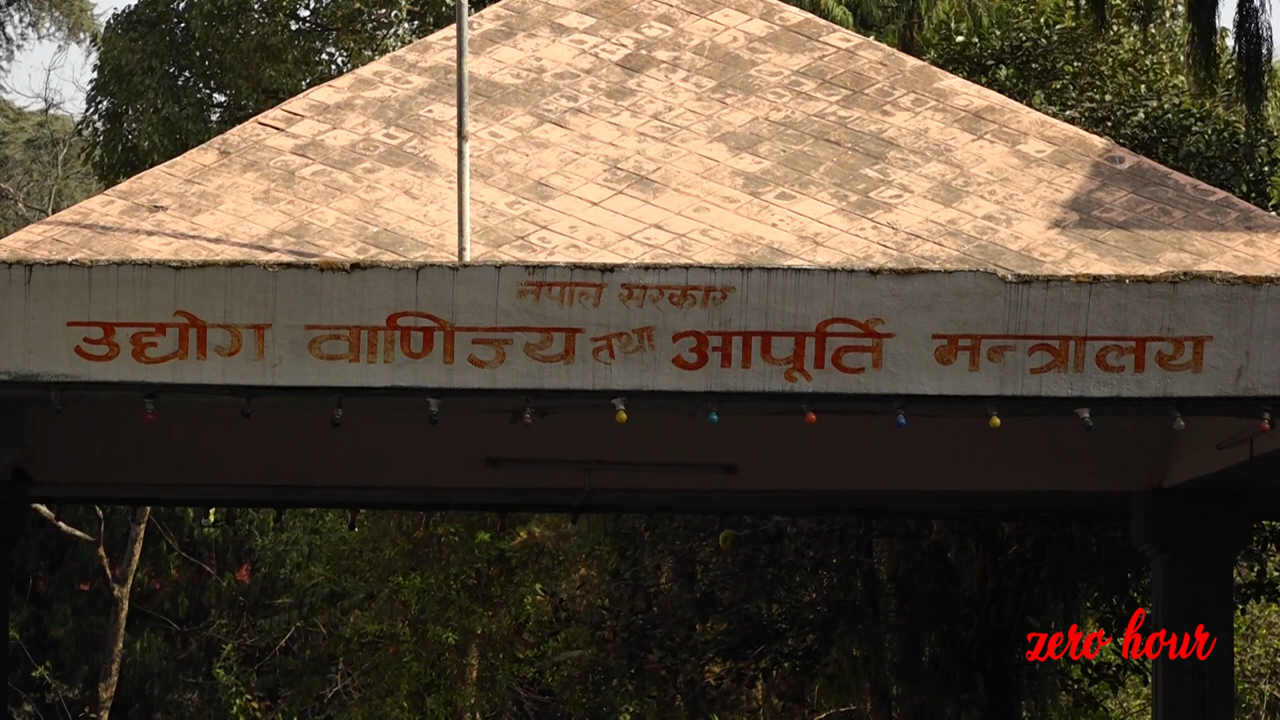 नेपाल सरकार
उद्योग वाणिज्य तथा आपूर्ति मन्त्रालय
zero hour